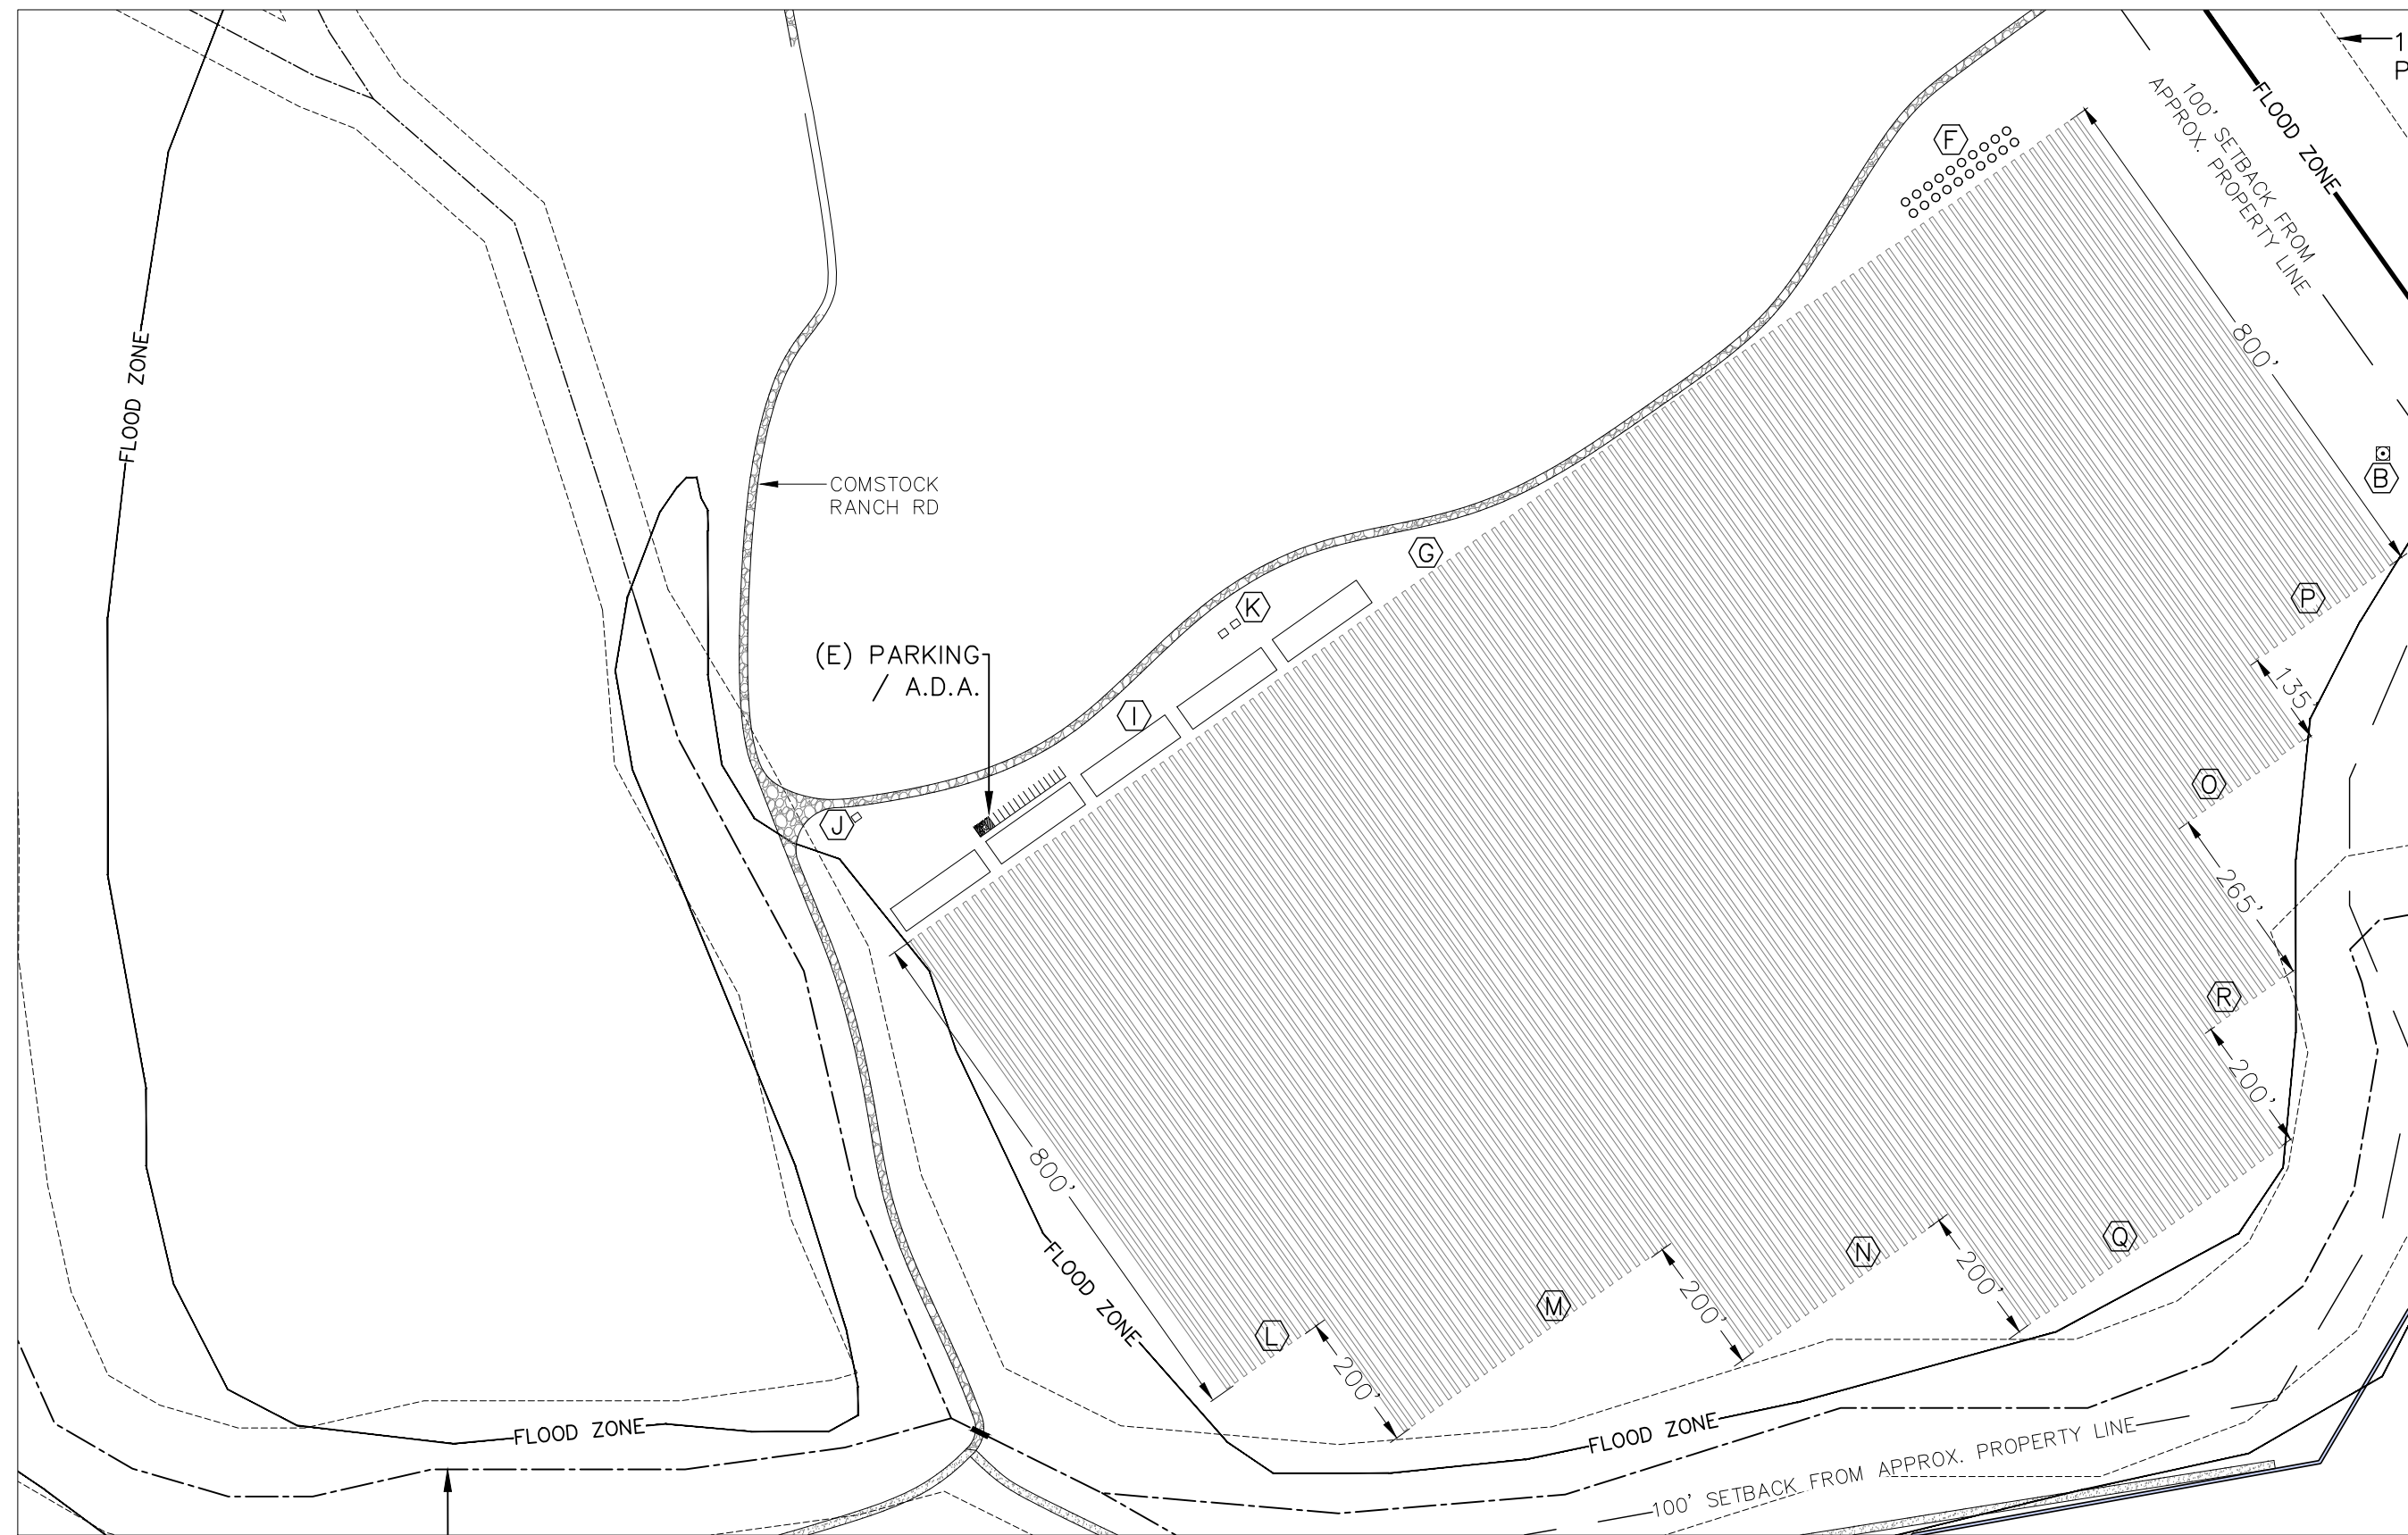 1
P
FLOOD ZONE
100' SETBACK FROM
APPROX. PROPERTY LINE
F
FLOOD ZONE
800'
COMSTOCK
RANCH RD
B
G
P
K
(E) PARKING
/ A.D.A.
135'
I
O
J
265'
R
200'
800'
FLOOD ZONE
Q
N
200'
200'
M
L
200'
FLOOD ZONE
FLOOD ZONE
100' SETBACK FROM APPROX. PROPERTY LINE